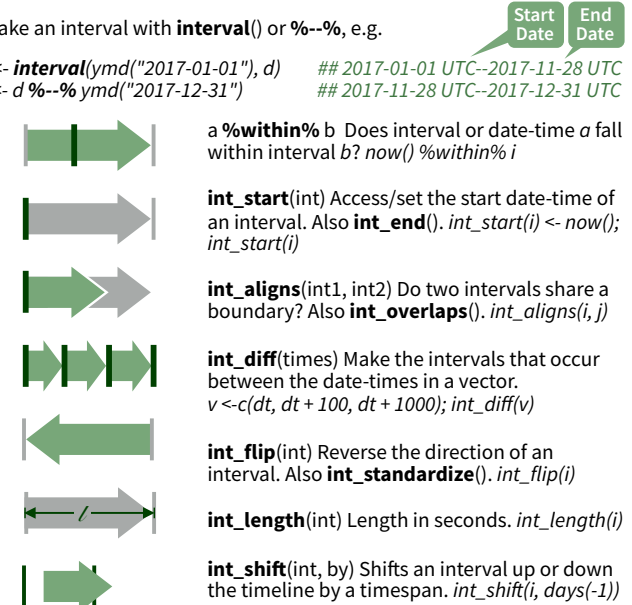 Start Date
End Date
ake an interval with interval() or %--%, e.g.
<- interval(ymd("2017-01-01"), d) ## 2017-01-01 UTC--2017-11-28 UTC
<- d %--% ymd("2017-12-31") ## 2017-11-28 UTC--2017-12-31 UTC
a %within% b Does interval or date-time a fall
within interval b? now() %within% i
int_start(int) Access/set the start date-time of
an interval. Also int_end(). int_start(i) <- now();
int_start(i)
int_aligns(int1, int2) Do two intervals share a
boundary? Also int_overlaps(). int_aligns(i, j)
int_diff(times) Make the intervals that occur
between the date-times in a vector.
v <-c(dt, dt + 100, dt + 1000); int_diff(v)
int_flip(int) Reverse the direction of an
interval. Also int_standardize(). int_flip(i)
l
int_length(int) Length in seconds. int_length(i)
int_shift(int, by) Shifts an interval up or down
the timeline by a timespan. int_shift(i, days(-1))